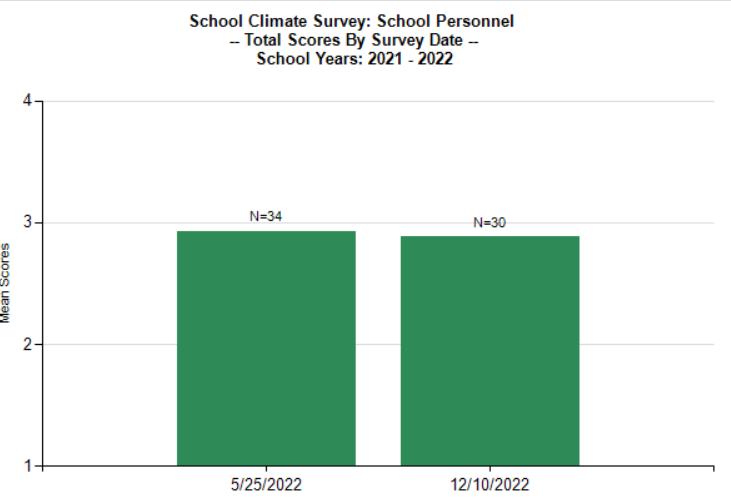 School Climate Survey: School Personnel
-- Total Scores By Survey Date --
School Years: 2021 - 2022
4
N=34
3
N=30
Mean Scores
2
1
5/25/2022
12/10/2022